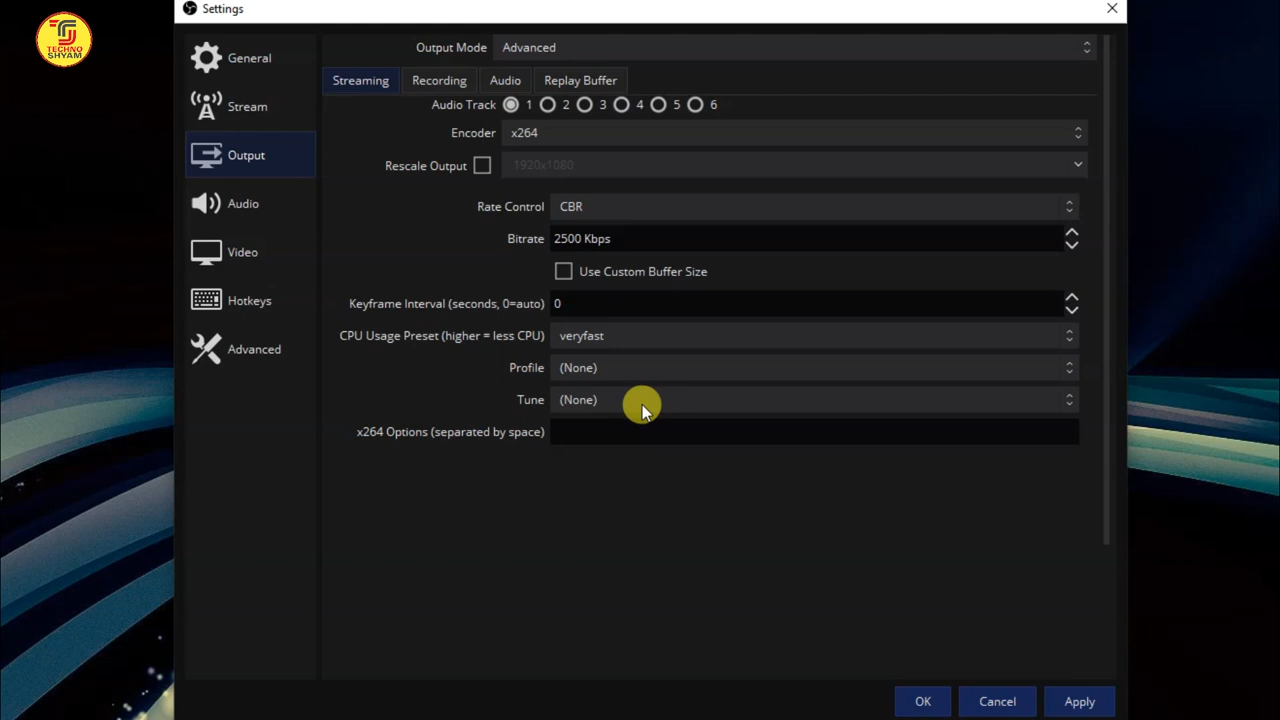 Settings
TECHNO
SHYAM
General
Stream
Output
Audio
Video
Hotkeys
Advanced
Output Mode Advanced
Streaming Recording Audio Replay Buffer
Audio Track 1 2 3 4 5 6
Encoder x264
Rescale Output 1920x1080
Rate Control CBR
Bitrate 2500 Kbps
Use Custom Buffer Size
Keyframe Interval (seconds, 0=auto) 0
CPU Usage Preset (higher = less CPU) veryfast
Profile (None)
Tune (None)
x264 Options (separated by space)
OK Cancel Apply